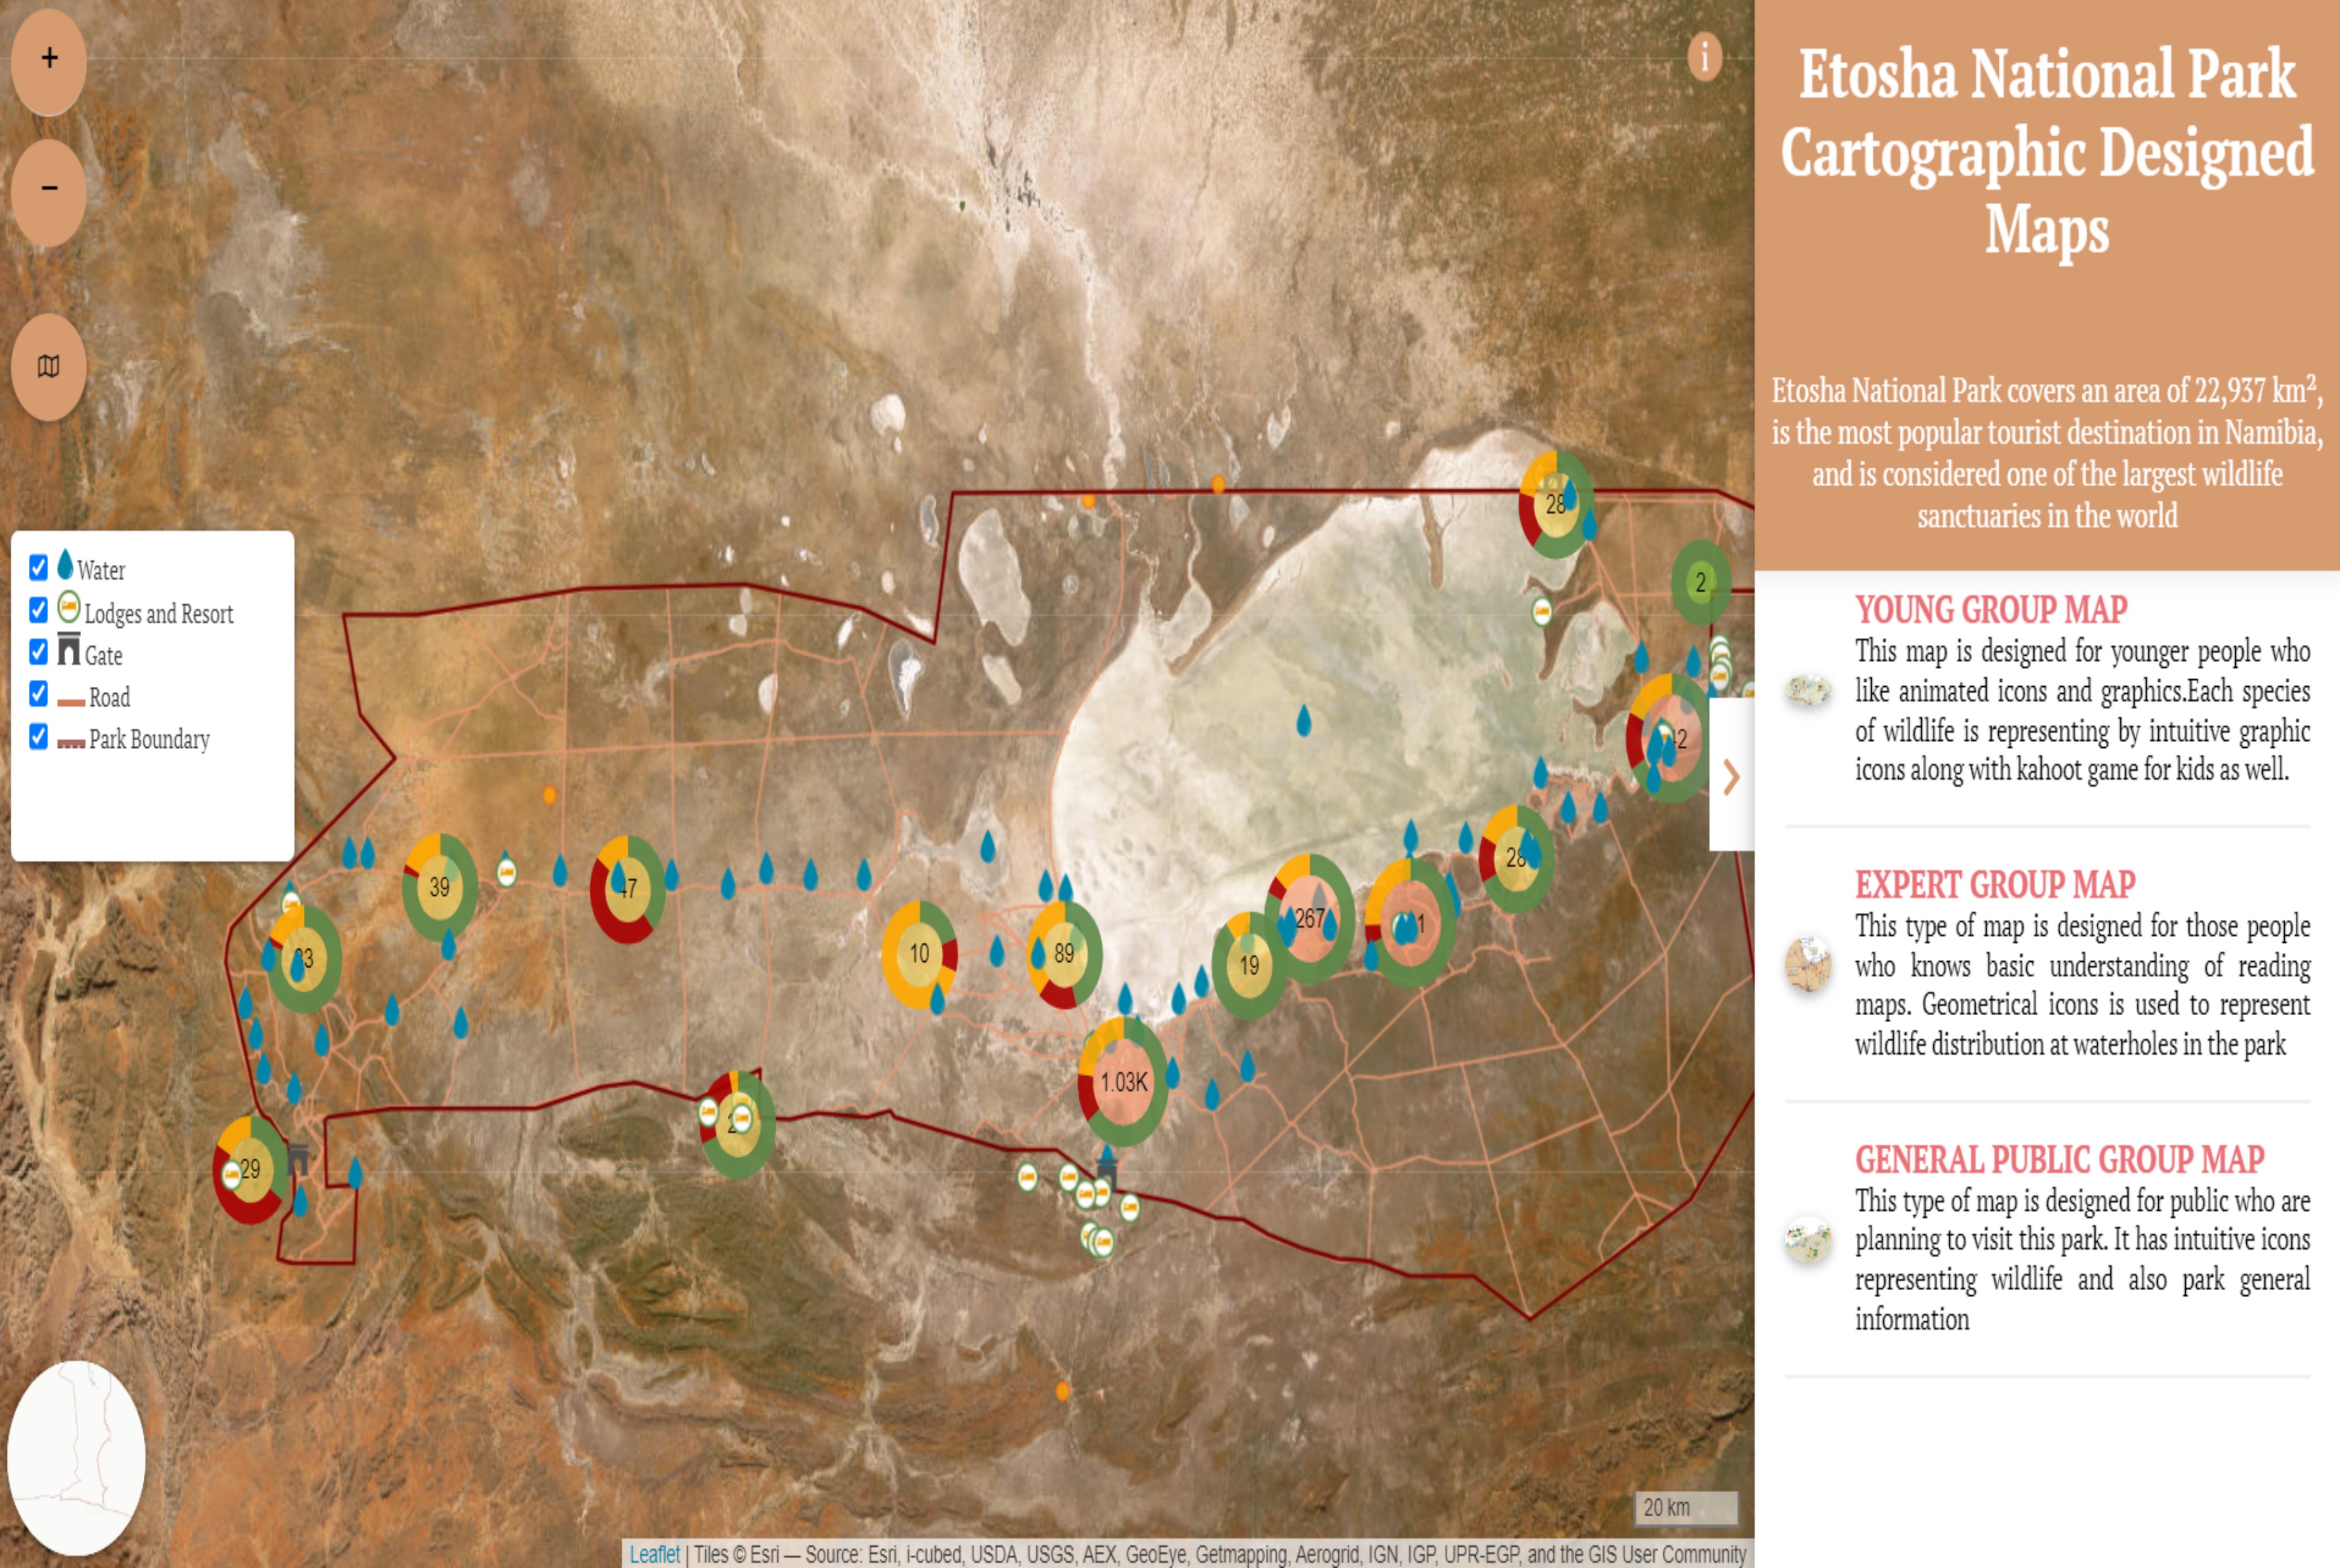 +
−
i
Water
Lodges and Resort
Gate
Road
Park Boundary
28
2
39
47
10
89
19
267
28
1.03K
29
20 km
Leaflet | Tiles © Esri — Source: Esri, i-cubed, USDA, USGS, AEX, GeoEye, Getmapping, Aerogrid, IGN, IGP, UPR-EGP, and the GIS User Community
Etosha National Park
Cartographic Designed
Maps
Etosha National Park covers an area of 22,937 km²,
is the most popular tourist destination in Namibia,
and is considered one of the largest wildlife
sanctuaries in the world
YOUNG GROUP MAP
This map is designed for younger people who
like animated icons and graphics.Each species
of wildlife is representing by intuitive graphic
icons along with kahoot game for kids as well.
EXPERT GROUP MAP
This type of map is designed for those people
who knows basic understanding of reading
maps. Geometrical icons is used to represent
wildlife distribution at waterholes in the park
GENERAL PUBLIC GROUP MAP
This type of map is designed for public who are
planning to visit this park. It has intuitive icons
representing wildlife and also park general
information